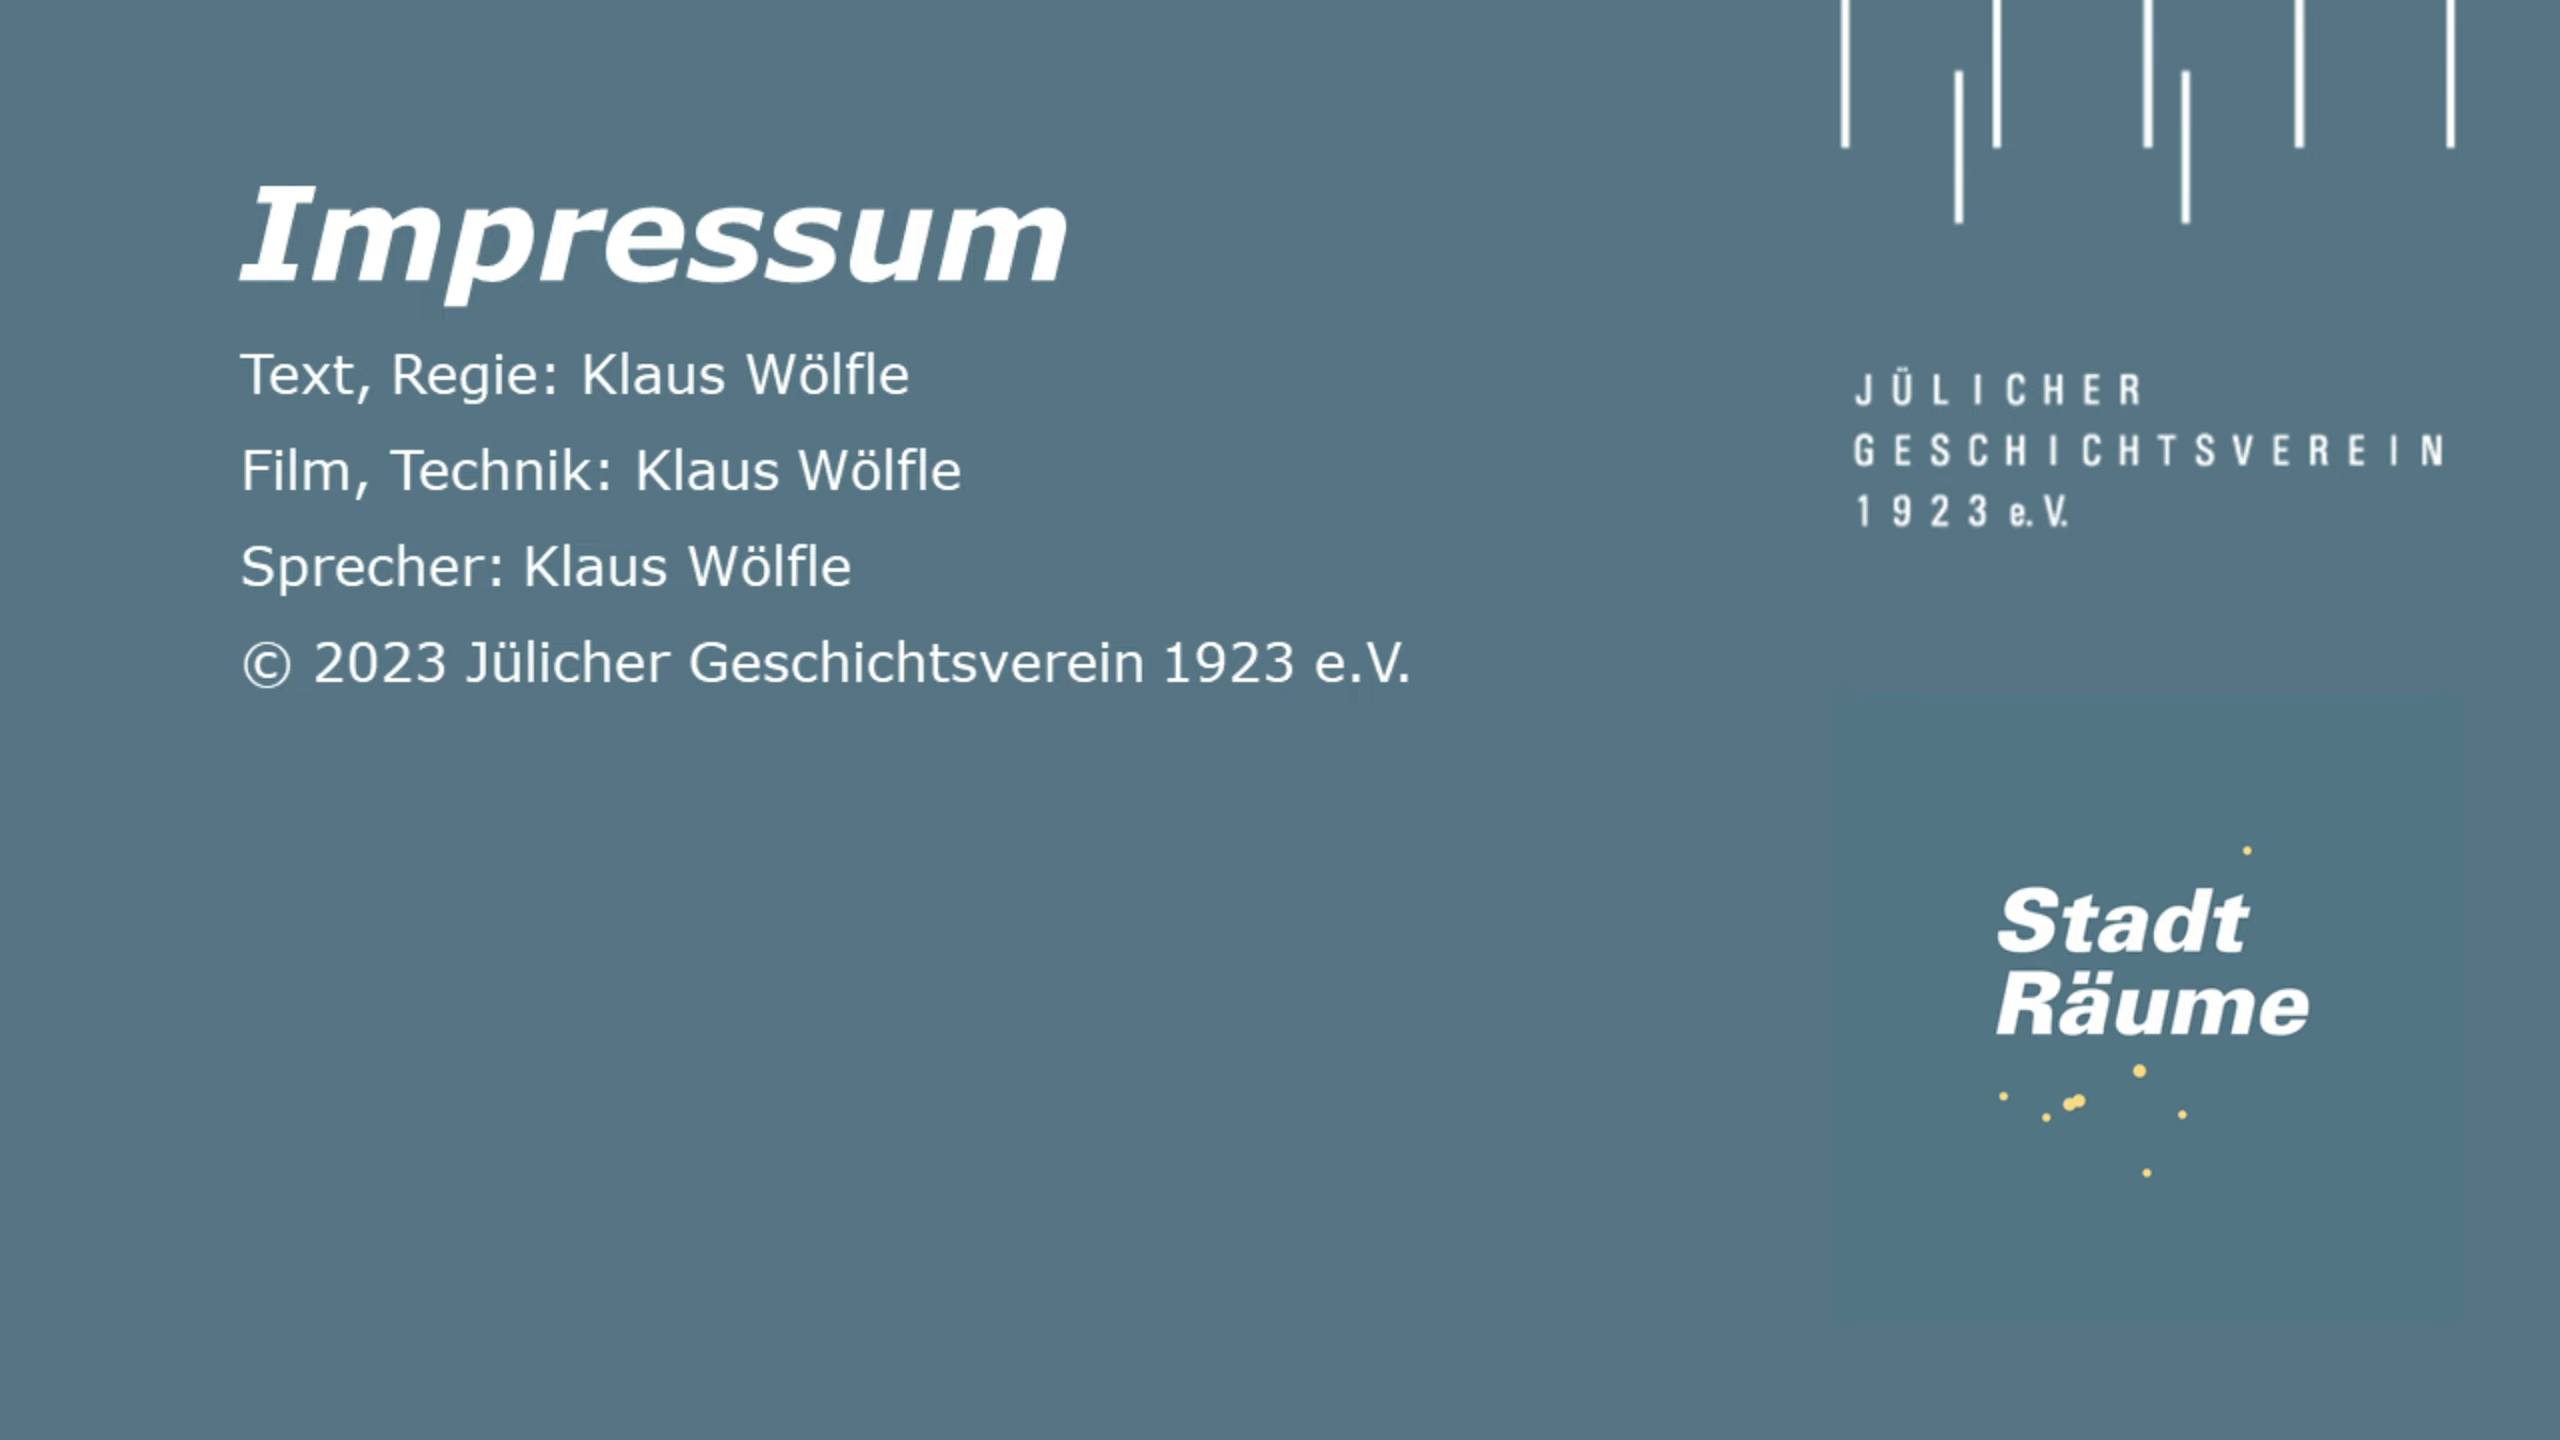 Impressum
Text, Regie: Klaus Wölfle
Film, Technik: Klaus Wölfle
Sprecher: Klaus Wölfle
© 2023 Jülicher Geschichtsverein 1923 e.V.
JÜLICHER
GESCHICHTSVEREIN
1923 e.V.
Stadt
Räume